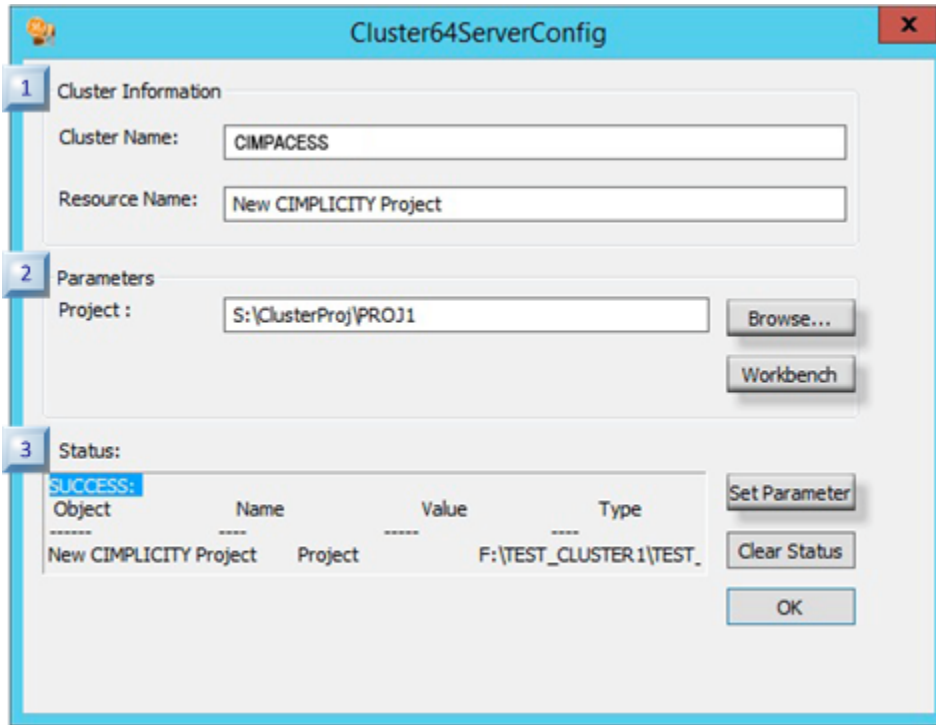 Cluster64ServerConfig
x
1
Cluster Information
Cluster Name: CIMPACESS
Resource Name: New CIMPLICITY Project
2
Parameters
Project : S:\ClusterProj\PROJ1 Browse...
Workbench
3
Status:
SUCCESS:
Object Name Value Type
------ ---- ----- ----
New CIMPLICITY Project Project F:\TEST_CLUSTER1\TEST_
Set Parameter
Clear Status
OK